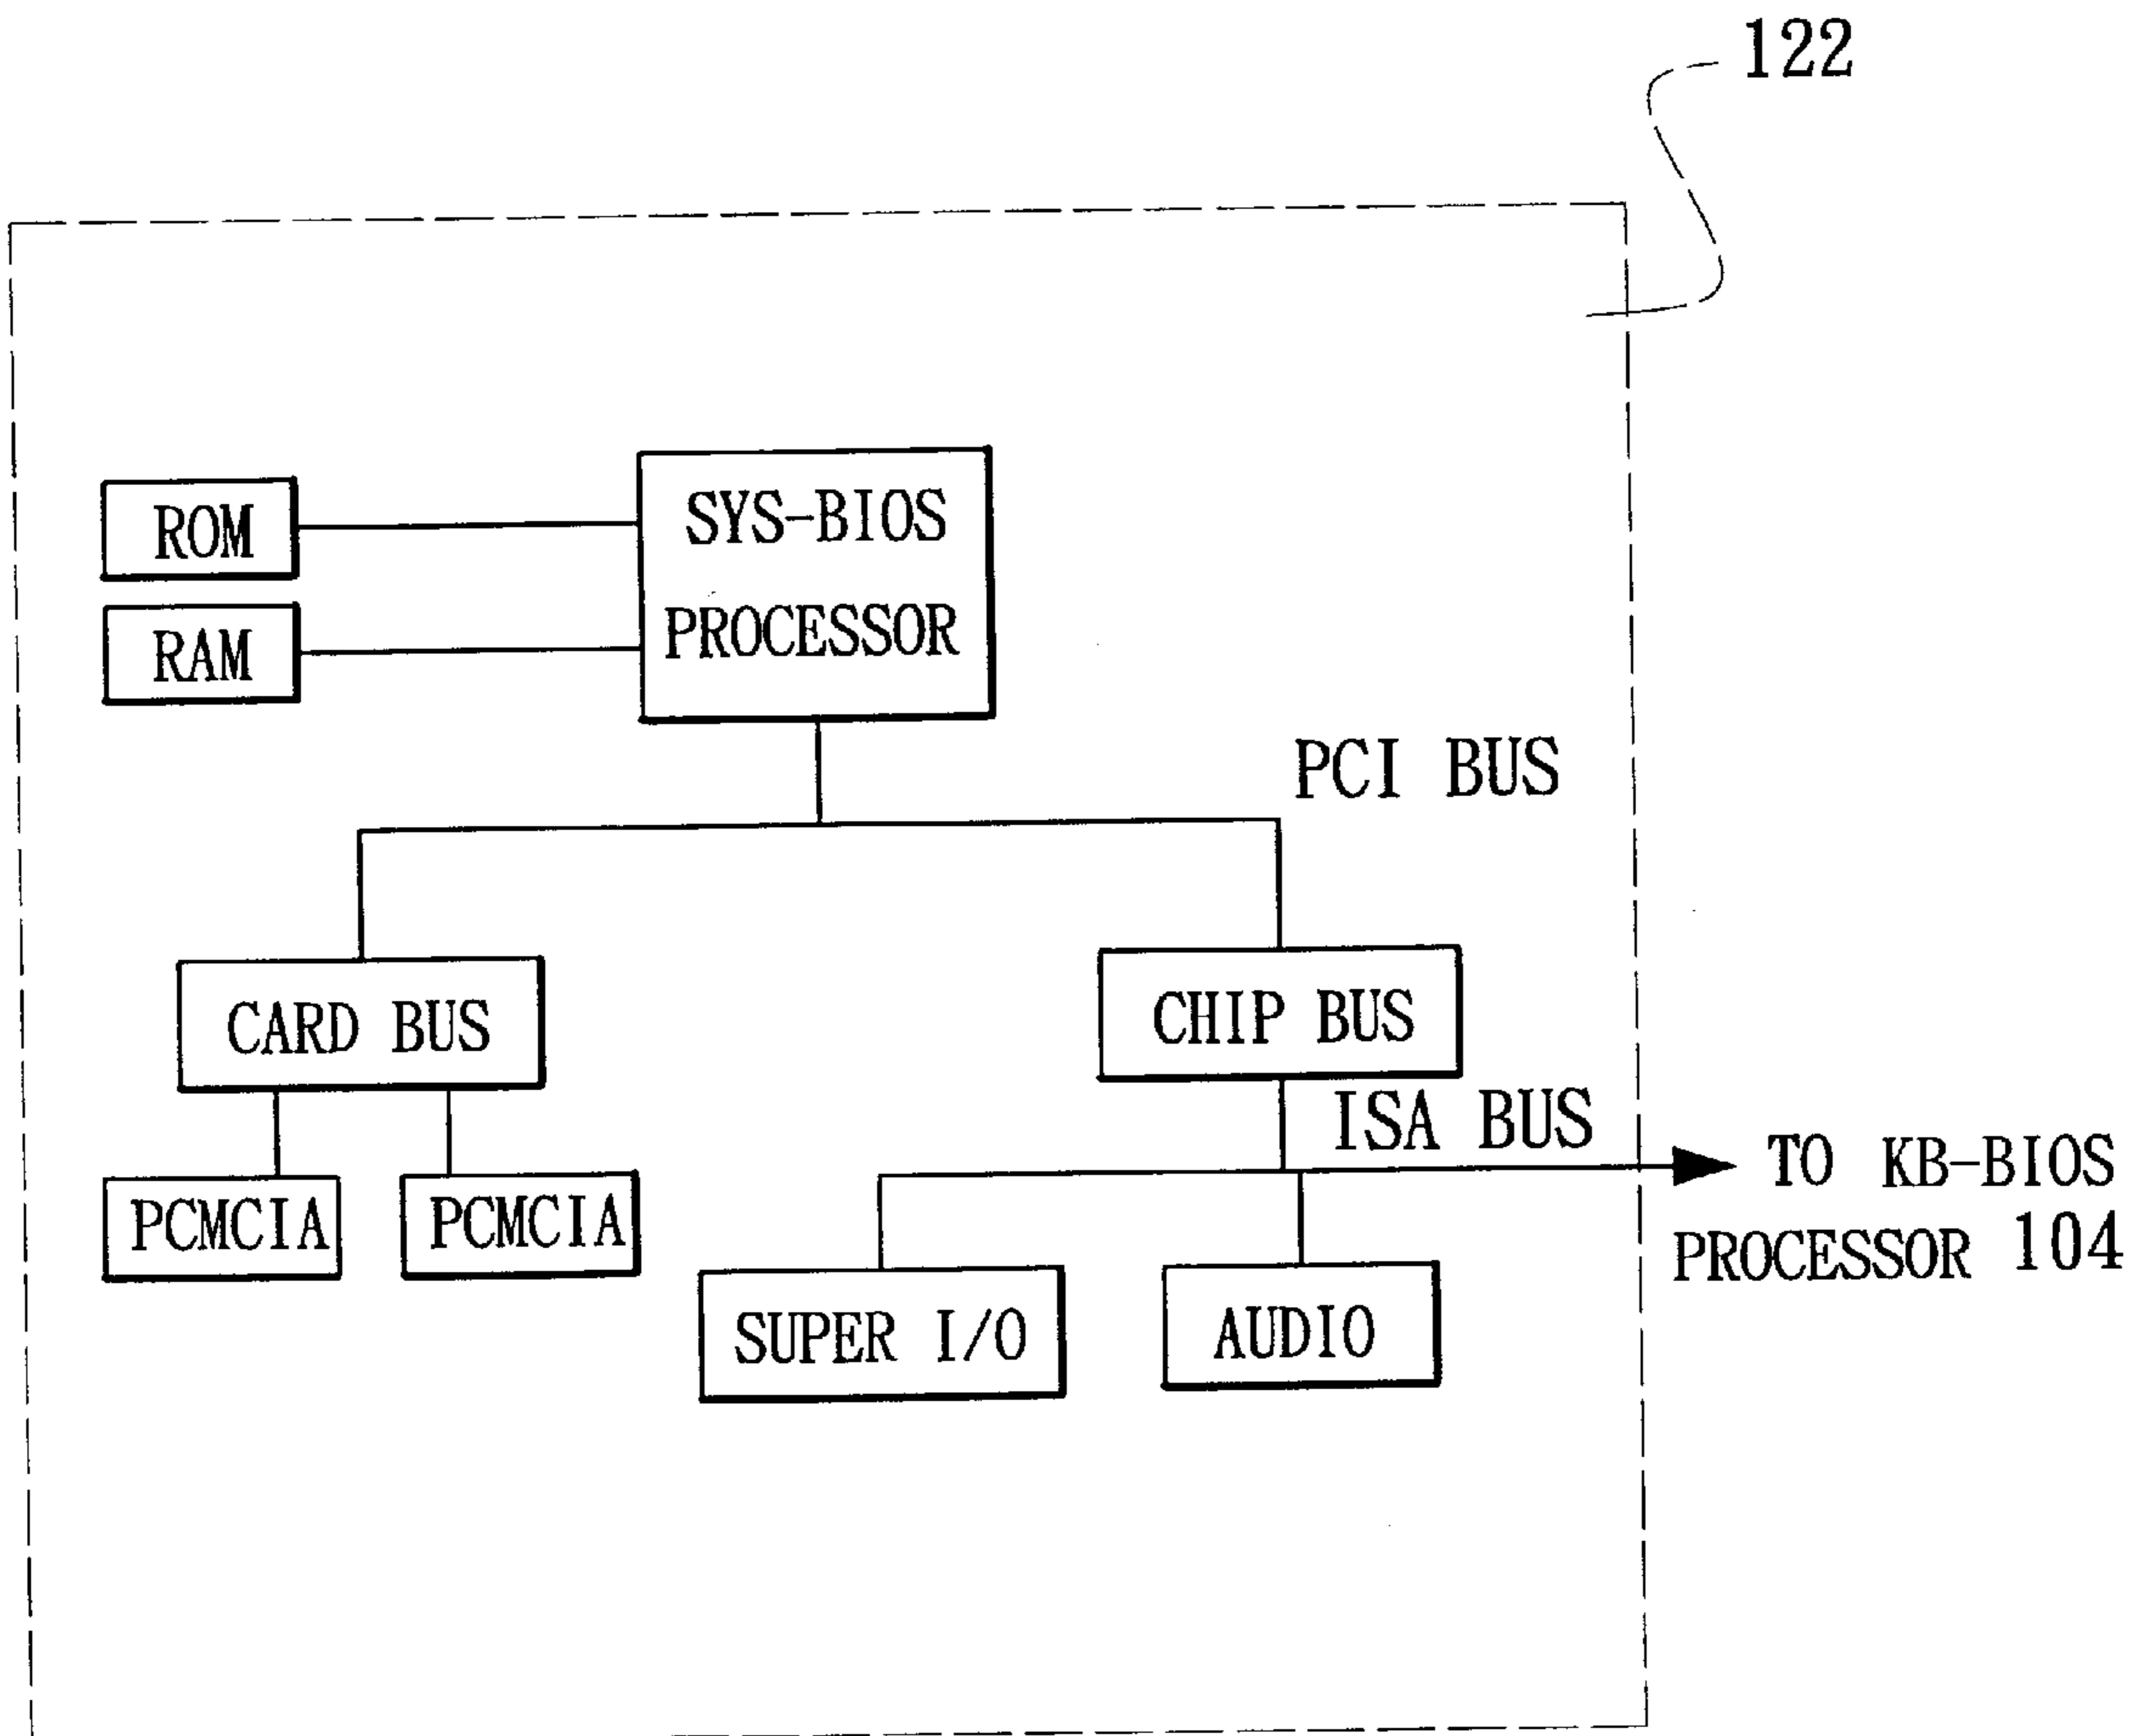 122
ROM
SYS-BIOS
PROCESSOR
RAM
PCI BUS
CARD BUS
CHIP BUS
ISA BUS
TO KB-BIOS
PROCESSOR 104
PCMCIA
PCMCIA
SUPER I/O
AUDIO